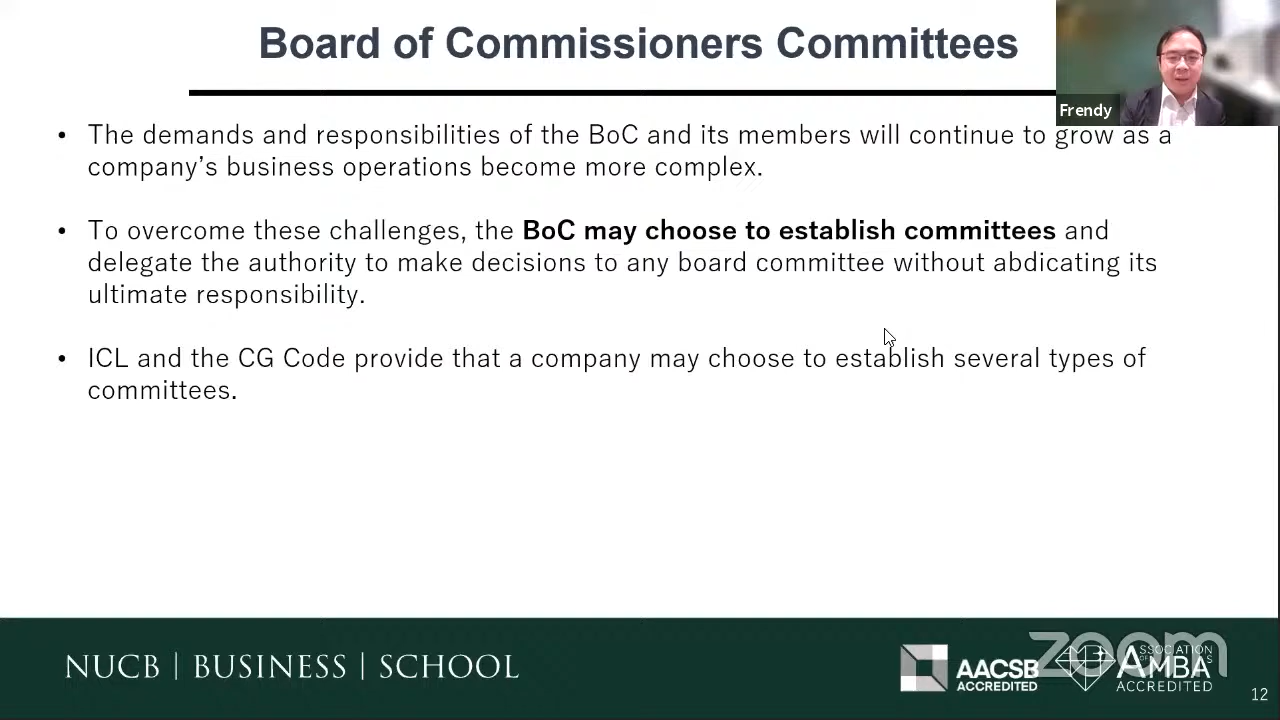 Board of Commissioners Committees
Frendy
• The demands and responsibilities of the BoC and its members will continue to grow as a
company’s business operations become more complex.
• To overcome these challenges, the BoC may choose to establish committees and
delegate the authority to make decisions to any board committee without abdicating its
ultimate responsibility.
• ICL and the CG Code provide that a company may choose to establish several types of
committees.
NUCB | BUSINESS | SCHOOL
AACSB
ACCREDITED
zoom
ASSOCIATION
OF MBAs
AMBA
ACCREDITED
12